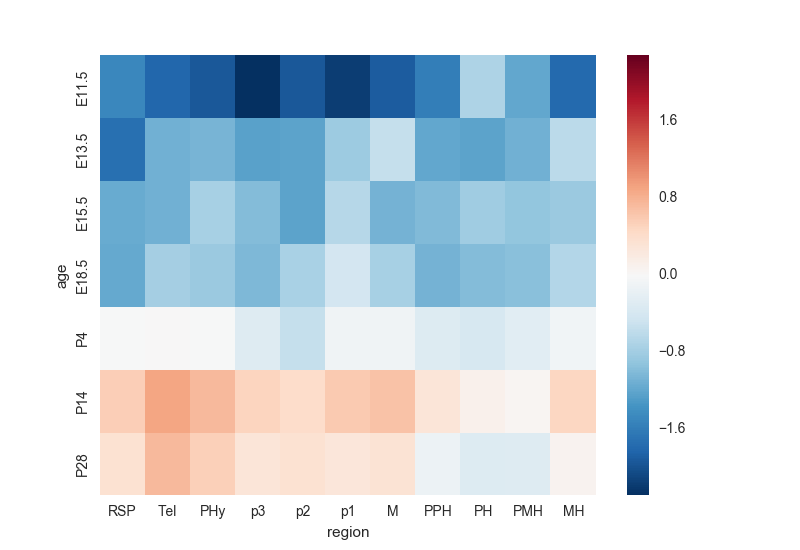 age
E11.5
E13.5
E15.5
E18.5
P4
P14
P28
RSP Tel PHy p3 p2 p1 M PPH PH PMH MH
region
1.6
0.8
0.0
−0.8
−1.6